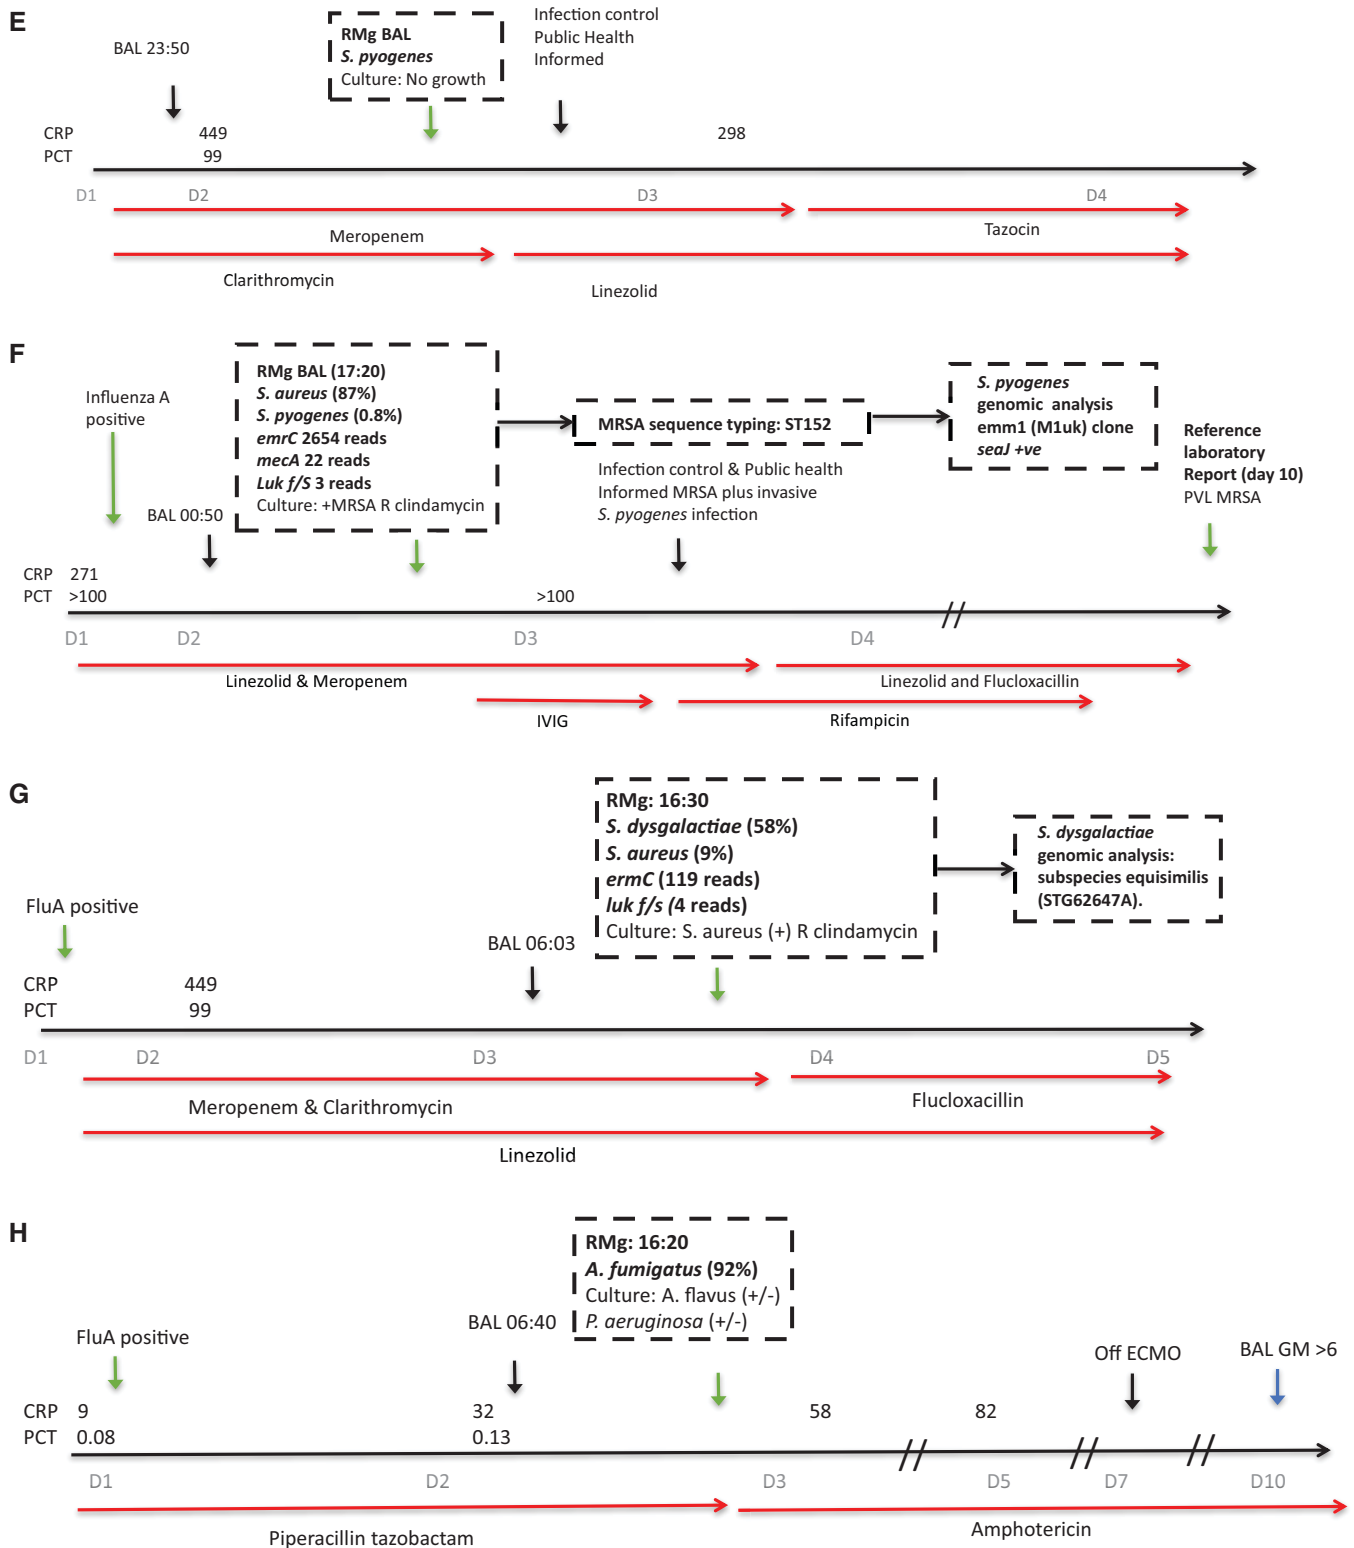 E
BAL 23:50
RMg BAL
S. pyogenes
Culture: No growth
Infection control
Public Health
Informed
CRP 449 298
PCT 99
D1 D2 D3 D4
Meropenem
Tazocin
Clarithromycin
Linezolid
F
Influenza A
positive
BAL 00:50
RMg BAL (17:20)
S. aureus (87%)
S. pyogenes (0.8%)
emrC 2654 reads
mecA 22 reads
Luk f/S 3 reads
Culture: +MRSA R clindamycin
MRSA sequence typing: ST152
Infection control & Public health
Informed MRSA plus invasive
S. pyogenes infection
S. pyogenes
genomic analysis
emm1 (M1uk) clone
seaJ +ve
Reference
laboratory
Report (day 10)
PVL MRSA
CRP 271
PCT >100 >100
D1 D2 D3 D4
Linezolid & Meropenem
Linezolid and Flucloxacillin
IVIG
Rifampicin
G
FluA positive
BAL 06:03
RMg: 16:30
S. dysgalactiae (58%)
S. aureus (9%)
ermC (119 reads)
luk f/s (4 reads)
Culture: S. aureus (+) R clindamycin
S. dysgalactiae
genomic analysis:
subspecies equisimilis
(STG62647A).
CRP 449
PCT 99
D1 D2 D3 D4 D5
Meropenem & Clarithromycin
Flucloxacillin
Linezolid
H
FluA positive
BAL 06:40
RMg: 16:20
A. fumigatus (92%)
Culture: A. flavus (+/-)
P. aeruginosa (+/-)
Off ECMO
BAL GM >6
CRP 9 32 58 82
PCT 0.08 0.13
D1 D2 D3 D5 D7 D10
Piperacillin tazobactam
Amphotericin